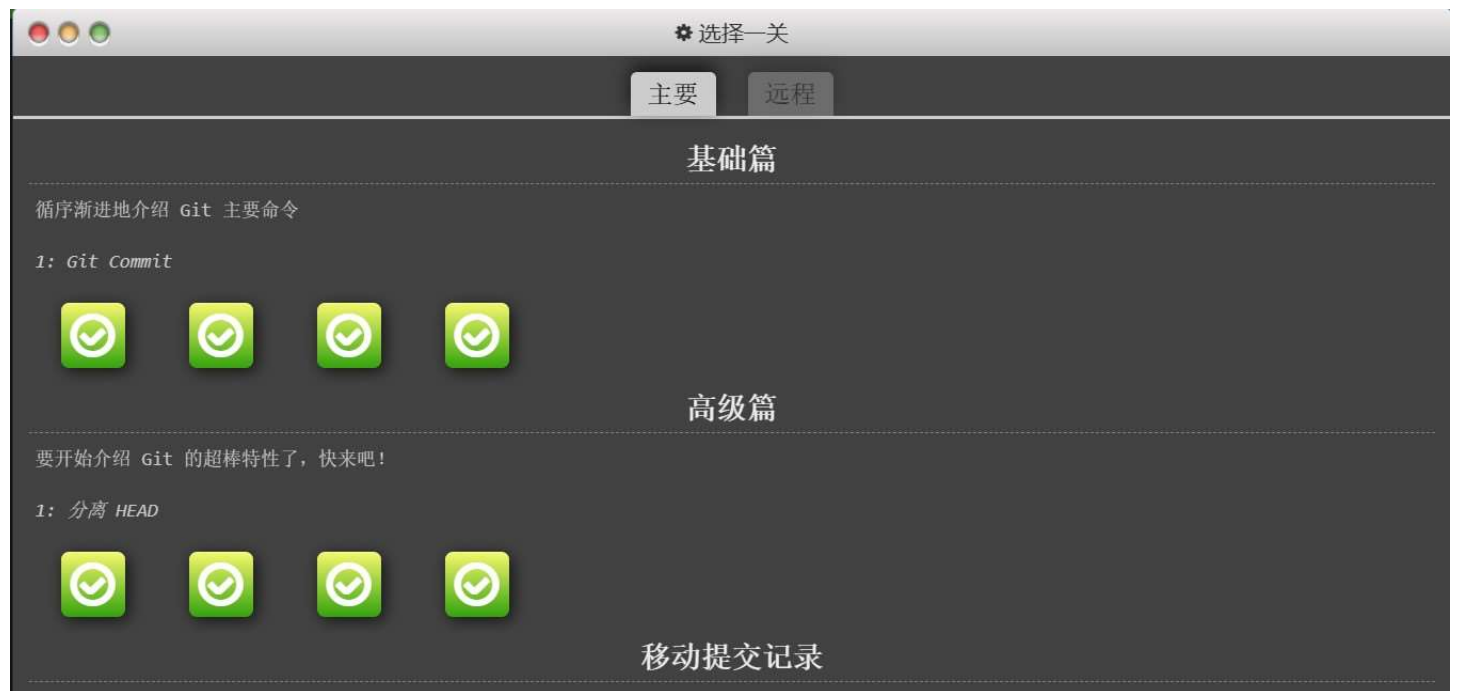 选择一关
主要
远程
基础篇
循序渐进地介绍 Git 主要命令
1: Git Commit
高级篇
要开始介绍 Git 的超棒特性了，快来吧！
1: 分离 HEAD
移动提交记录